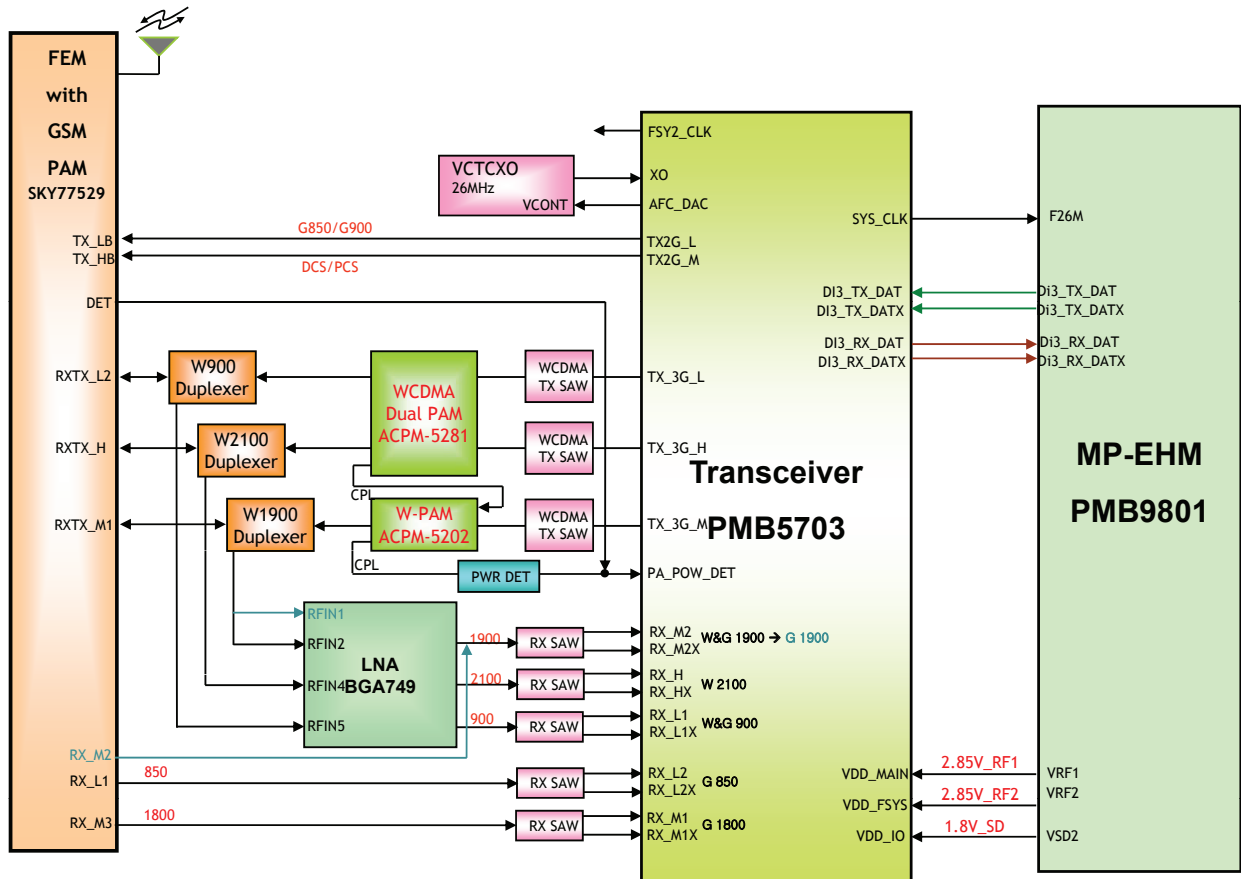 FEM
with
GSM
PAM
SKY77529
TX_LB
TX_HB
DET
RXTX_L2
RXTX_H
RXTX_M1
RX_M2
RX_L1
RX_M3
VCTCXO
26MHz
VCONT
G850/G900
DCS/PCS
W900
Duplexer
W2100
Duplexer
W1900
Duplexer
WCDMA
Dual PAM
ACPM-5281
CPL
W-PAM
ACPM-5202
CPL
PWR DET
WCDMA
TX SAW
WCDMA
TX SAW
WCDMA
TX SAW
RFIN1
RFIN2
RFIN4
RFIN5
LNA
BGA749
1900
2100
900
850
1800
RX SAW
RX SAW
RX SAW
RX SAW
RX SAW
FSY2_CLK
XO
AFC_DAC
TX2G_L
TX2G_M
TX_3G_L
TX_3G_H
TX_3G_M
PA_POW_DET
Transceiver
PMB5703
RX_M2
RX_M2X
W&G 1900 → G 1900
RX_H
RX_HX
W 2100
RX_L1
RX_L1X
W&G 900
RX_L2
RX_L2X
G 850
RX_M1
RX_M1X
G 1800
SYS_CLK
DI3_TX_DAT
DI3_TX_DATX
DI3_RX_DAT
DI3_RX_DATX
VDD_MAIN
VDD_FSYS
VDD_IO
2.85V_RF1
2.85V_RF2
1.8V_SD
F26M
Di3_TX_DAT
Di3_TX_DATX
Di3_RX_DAT
Di3_RX_DATX
MP-EHM
PMB9801
VRF1
VRF2
VSD2